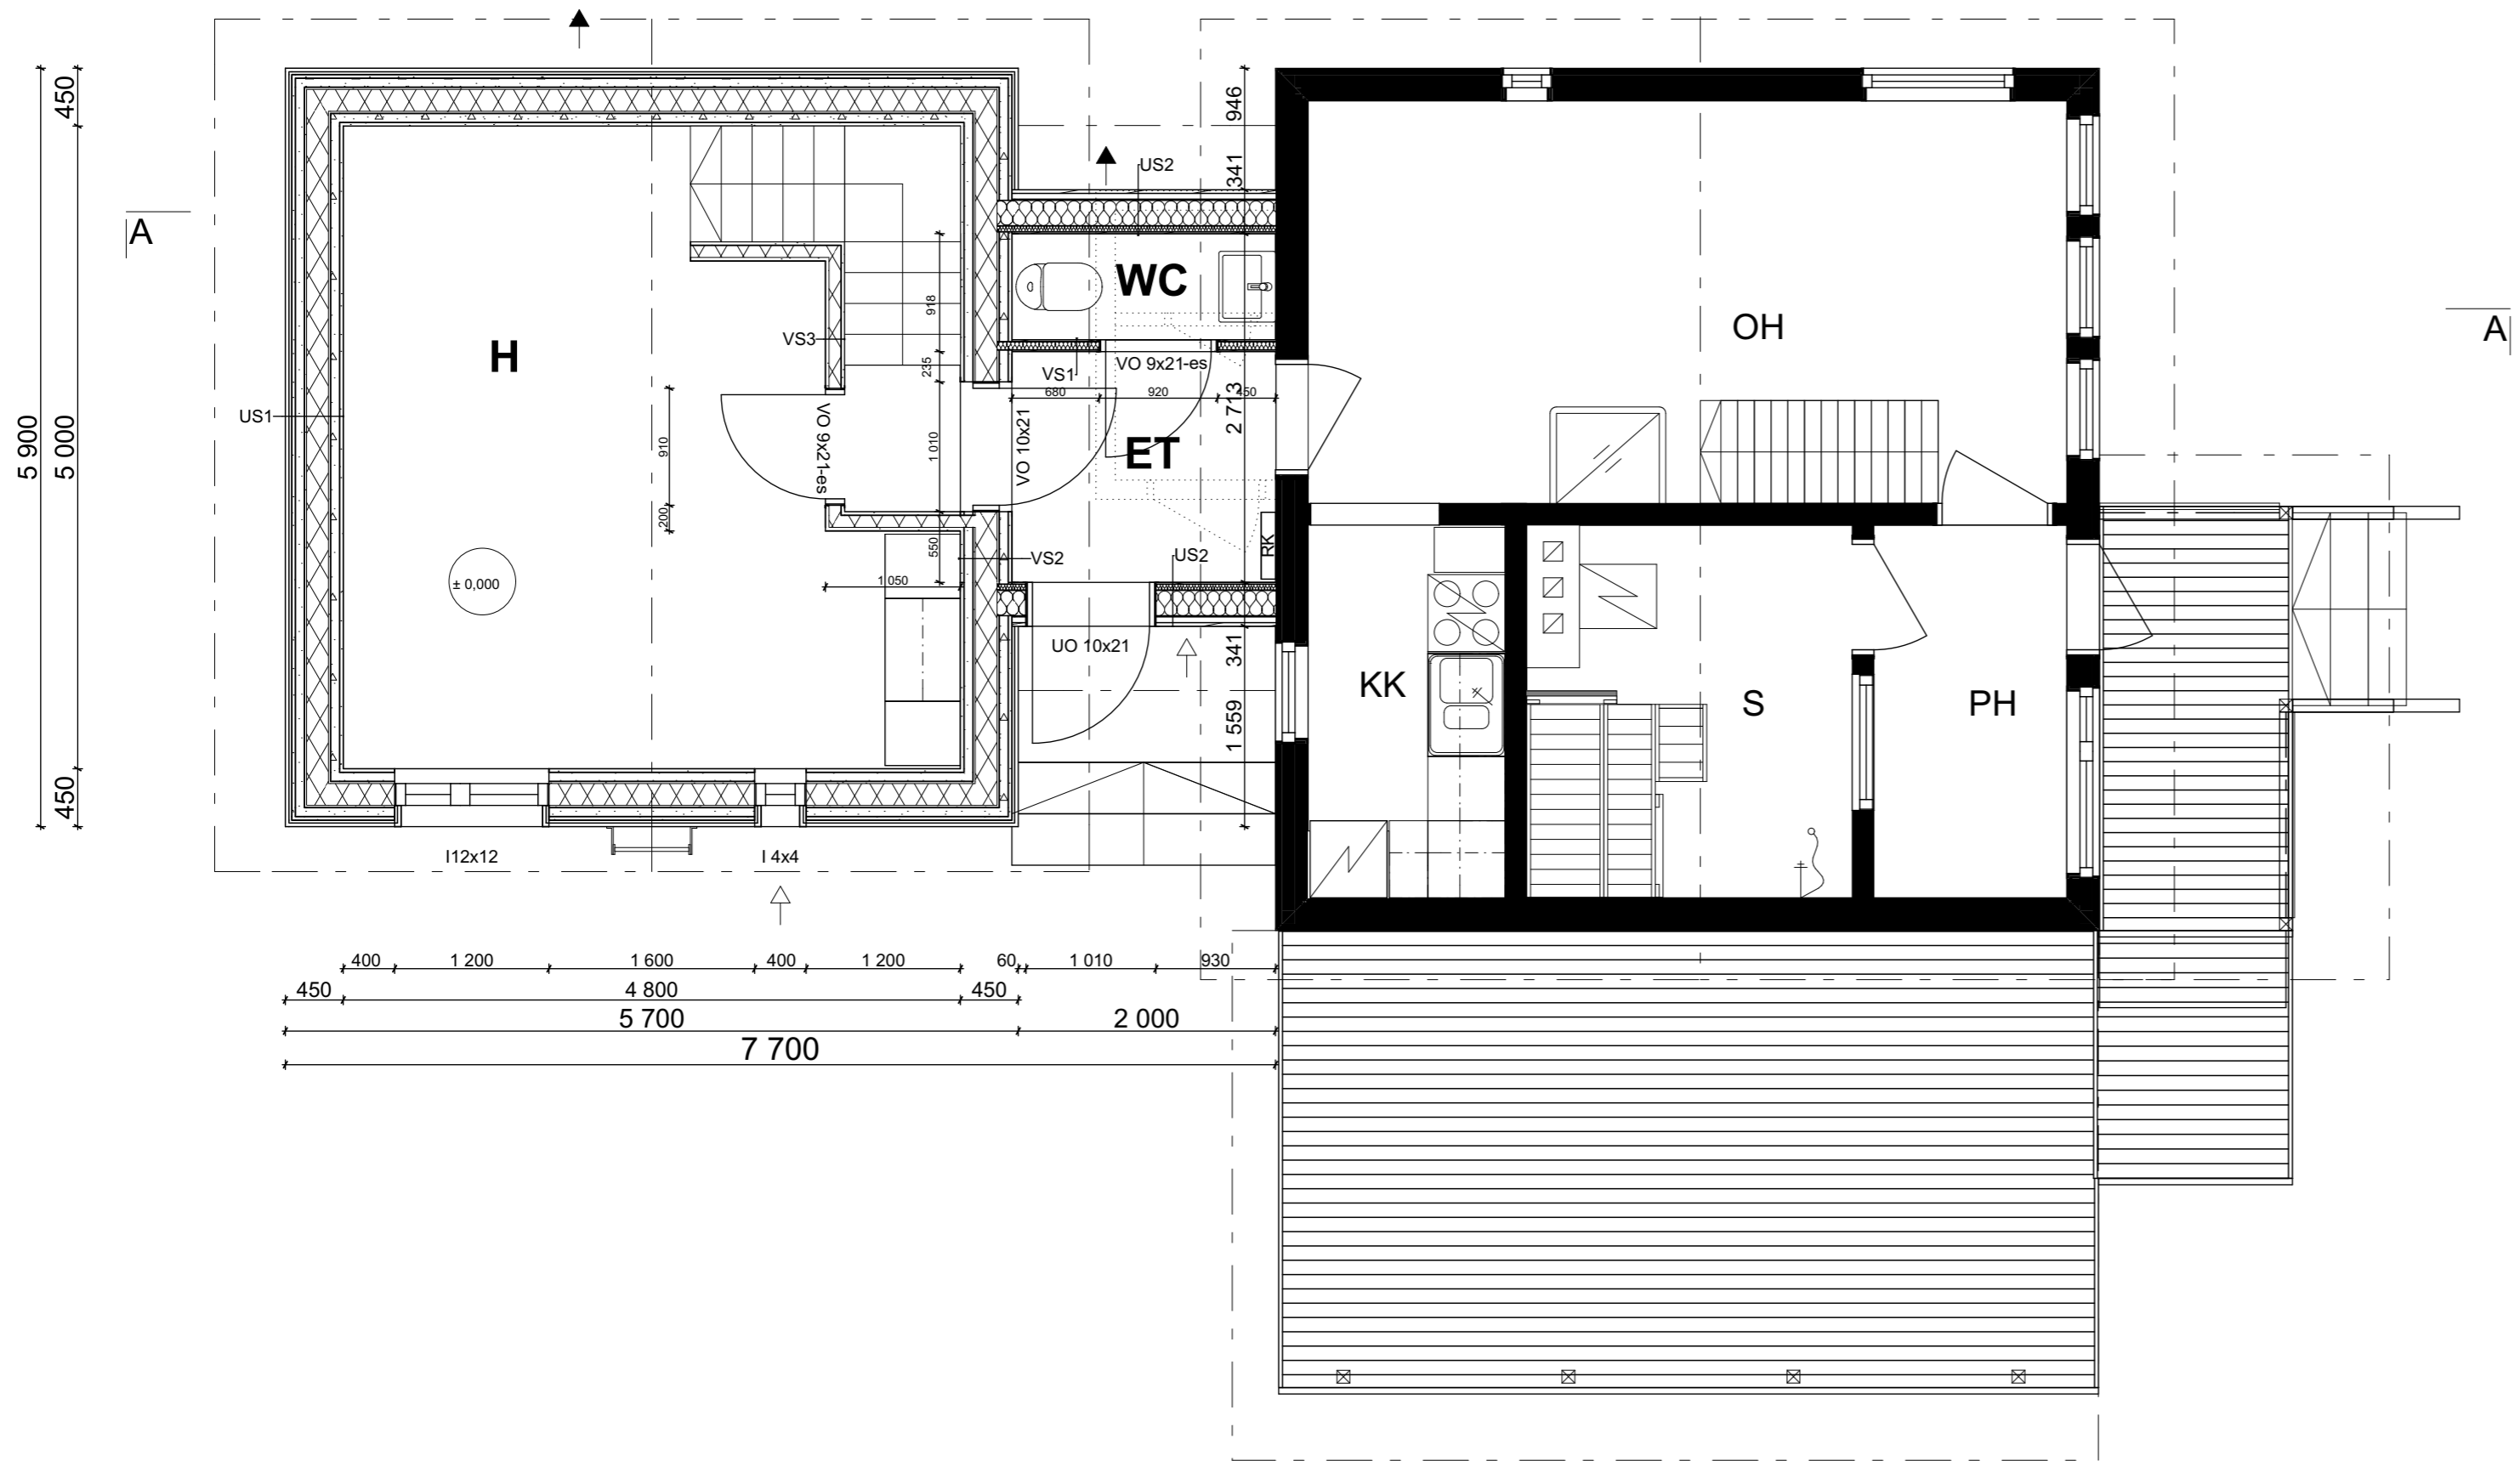 450
946
341
US2
A
WC
5 900
5 000
H
918
VS3
OH
A
235
VS1
VO 9x21-es
680
920
450
US1
2 713
VO 9x21-es
VO 10x21
910
1 010
ET
200
550
VS2
US2
RK
± 0,000
1 050
UO 10x21
341
KK
S
PH
1 559
450
I12x12
I 4x4
400
1 200
1 600
400
1 200
60
1 010
930
450
4 800
450
5 700
2 000
7 700